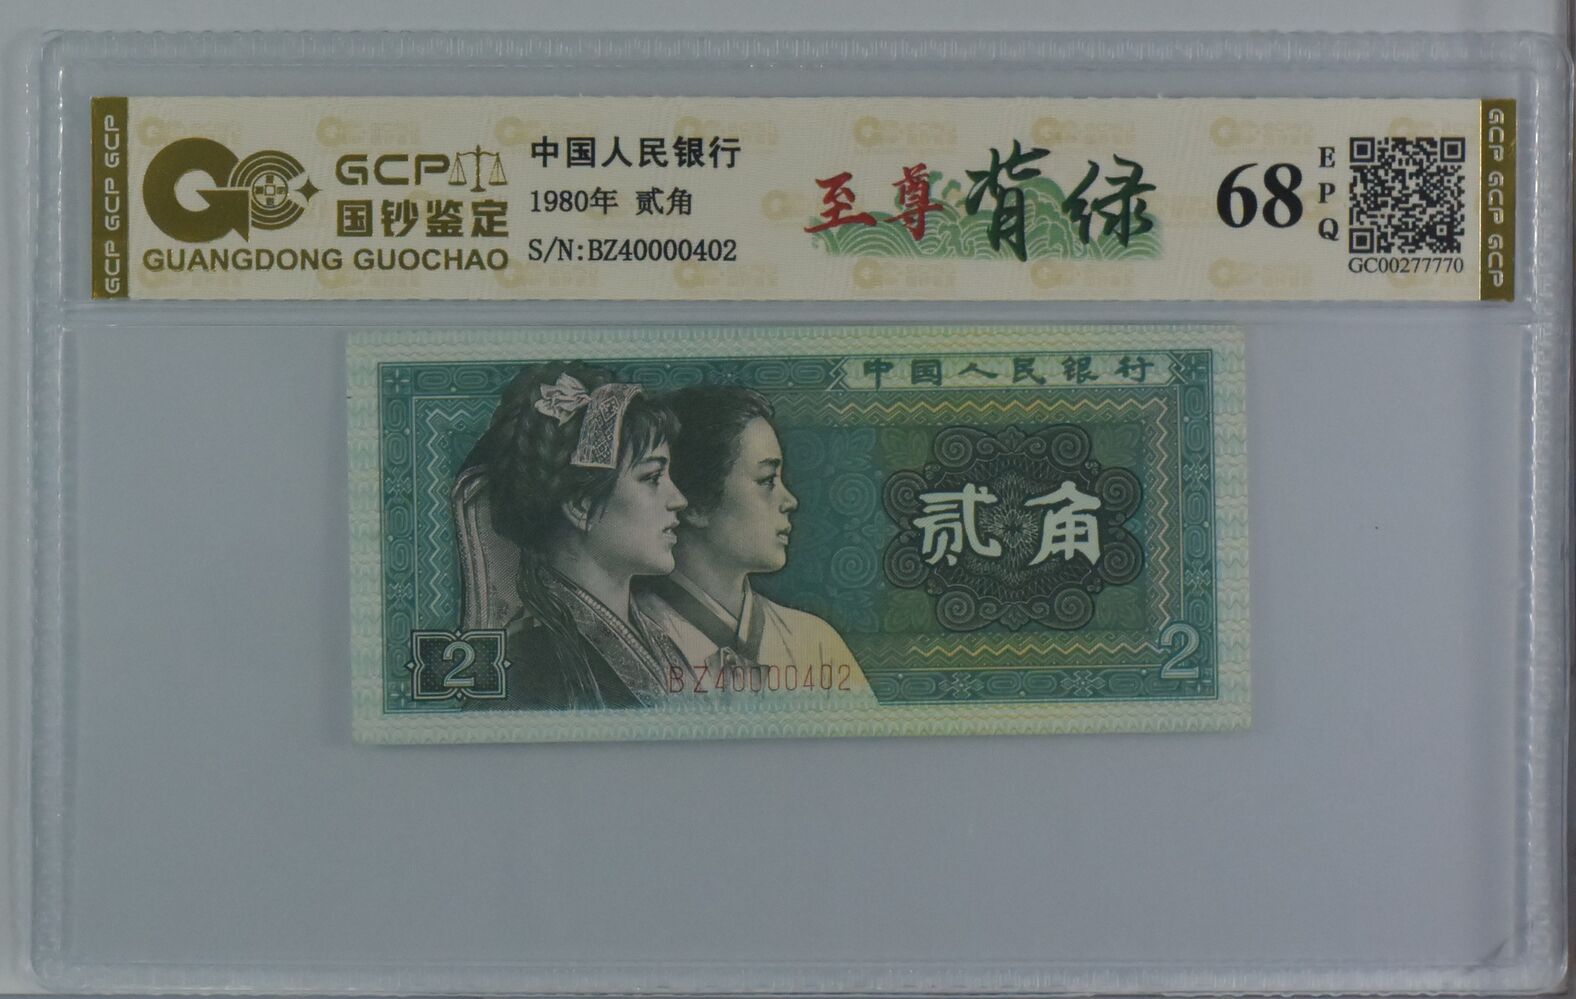 GCP GCP GCP
GCP
国钞鉴定
GUANGDONG GUOCHAO
中国人民银行
1980年 贰角
S/N:BZ40000402
至尊背绿
68
EPQ
GC00277770
GCP GCP GCP
中国人民银行
贰角
2
2
BZ40000402